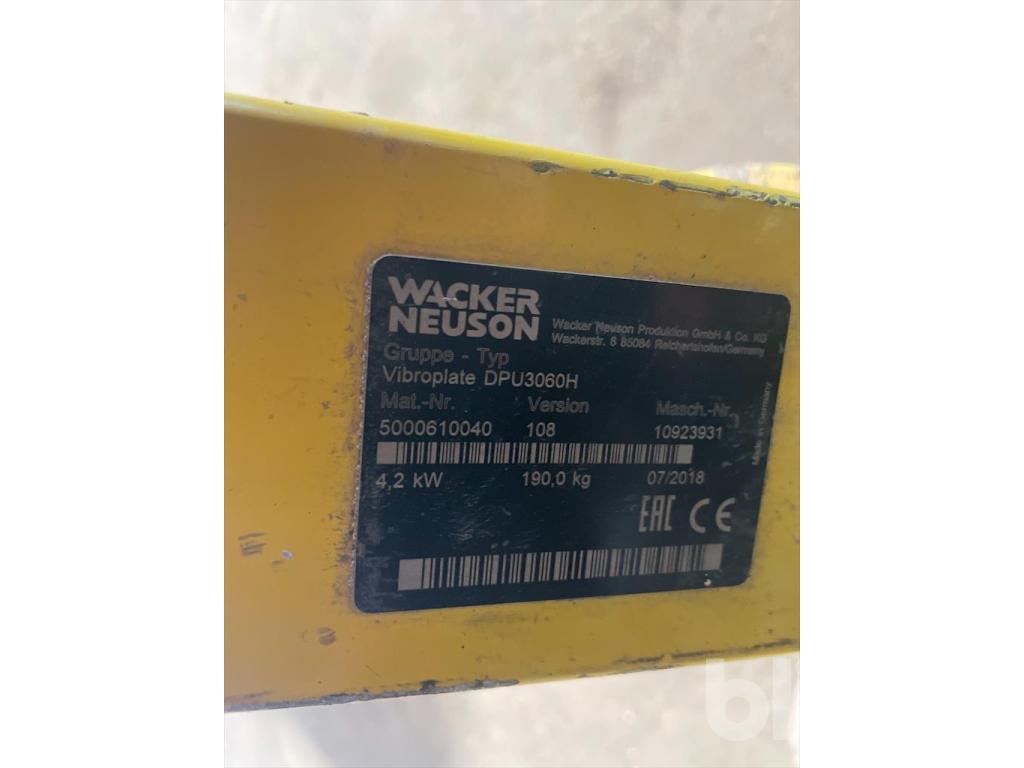 WACKER
NEUSON
Wacker Neuson Produktion GmbH & Co. KG
Wackerstr. 6 85084 Reichertshofen/Germany
Gruppe - Typ
Vibroplate DPU3060H
Mat.-Nr. Version Masch.-Nr.
5000610040 108 10923931
4,2 kW 190,0 kg 07/2018
Made in Germany
EAC CE